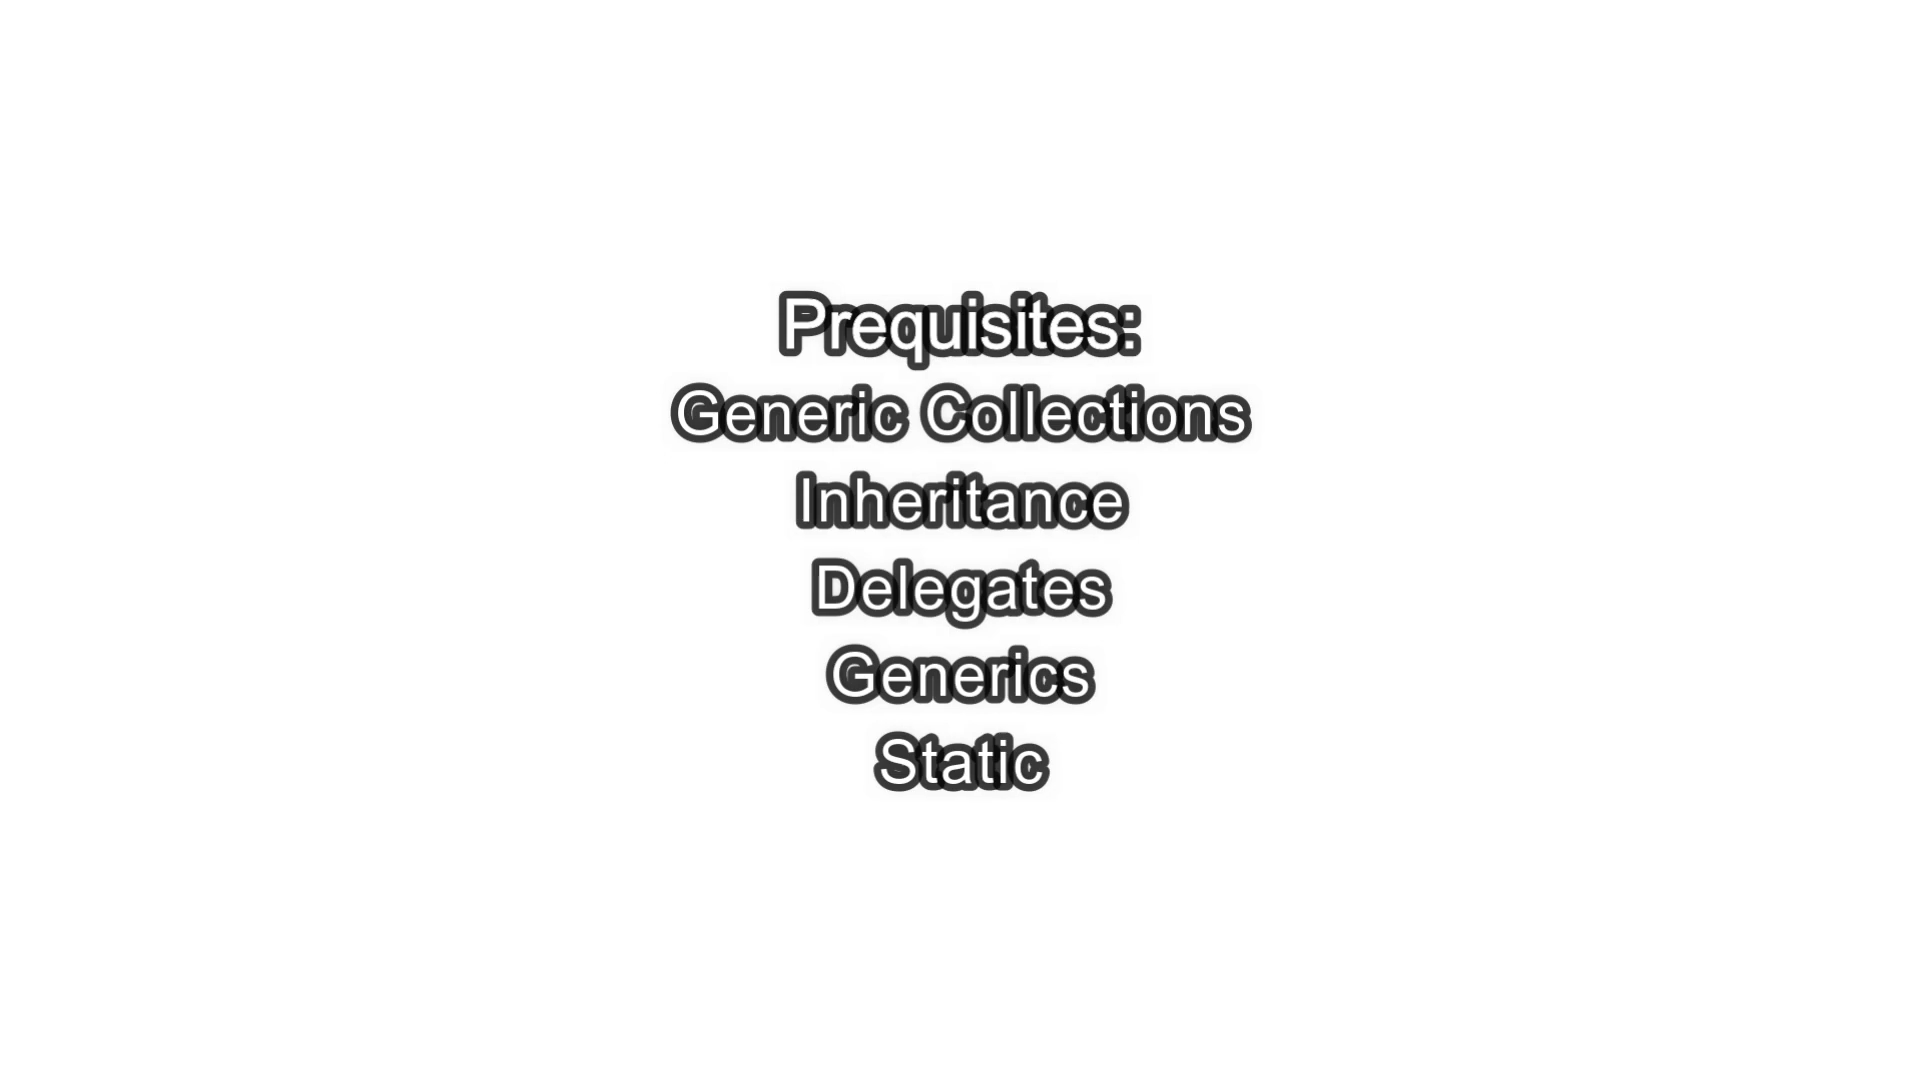 Prequisites:
Generic Collections
Inheritance
Delegates
Generics
Static